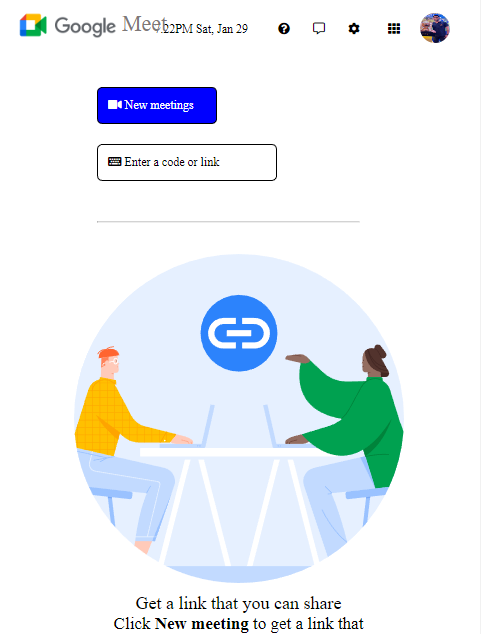 Google Meet
:22PM Sat, Jan 29
New meetings
Enter a code or link
Get a link that you can share
Click New meeting to get a link that